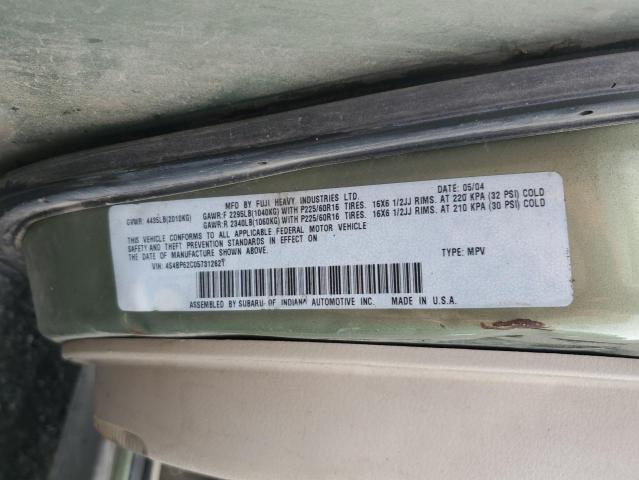 MFD BY FUJI HEAVY INDUSTRIES LTD. DATE: 05/04
GVWR: 4435LB(2010KG) GAWR:F 2295LB(1040KG) WITH P225/60R16 TIRES. 16X6 1/2JJ RIMS. AT 220 KPA (32 PSI) COLD
GAWR:R 2340LB(1060KG) WITH P225/60R16 TIRES. 16X6 1/2JJ RIMS. AT 210 KPA (30 PSI) COLD
THIS VEHICLE CONFORMS TO ALL APPLICABLE FEDERAL MOTOR VEHICLE
SAFETY AND THEFT PREVENTION STANDARDS IN EFFECT ON
THE DATE OF MANUFACTURE SHOWN ABOVE.
VIN: 4S4BP62C057312627 TYPE: MPV
ASSEMBLED BY SUBARU OF INDIANA AUTOMOTIVE INC. MADE IN U.S.A.